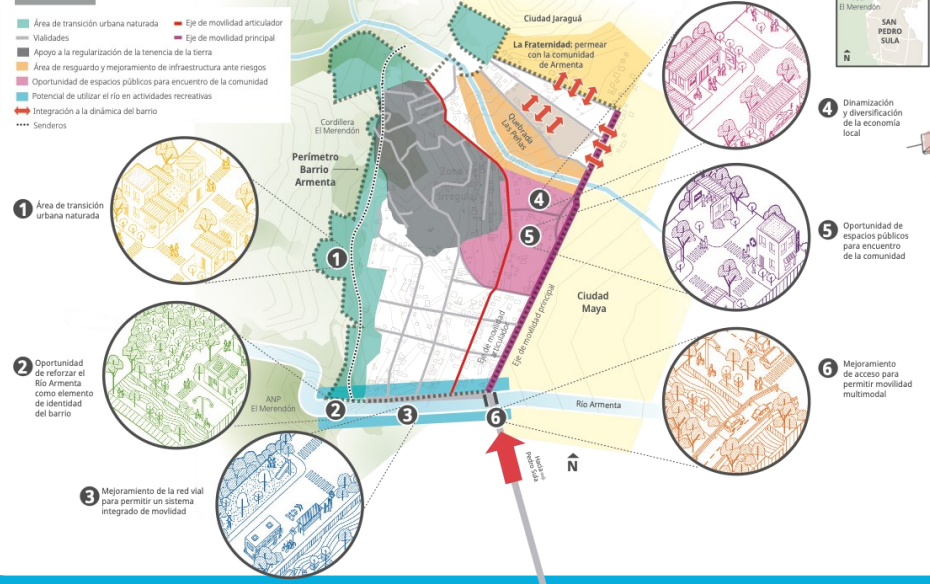 Área de transición urbana naturada
Vialidades
Apoyo a la regularización de la tenencia de la tierra
Área de resguardo y mejoramiento de infraestructura ante riesgos
Oportunidad de espacios públicos para encuentro de la comunidad
Potencial de utilizar el río en actividades recreativas
Integración a la dinámica del barrio
Senderos
Eje de movilidad articulador
Eje de movilidad principal
Ciudad Jaraguá
La Fraternidad: permear
con la comunidad
de Armenta
El Merendón
SAN
PEDRO
SULA
N
4 Dinamización
y diversificación
de la economía
local
Cordillera
El Merendón
Quebrada
Las Peñas
Perímetro
Barrio
Armenta
Zona
irregular
1 Área de transición
urbana naturada
4
5
1
5 Oportunidad de
espacios públicos
para encuentro
de la comunidad
Ciudad
Maya
Eje de movilidad
articulador
Eje de movilidad principal
2 Oportunidad
de reforzar el
Río Armenta
como elemento
de identidad
del barrio
6 Mejoramiento
de acceso para
permitir movilidad
multimodal
ANP
El Merendón
2
3
6
Río Armenta
Hacia
Pedro Sula
N
3 Mejoramiento de la red vial
para permitir un sistema
integrado de movlidad